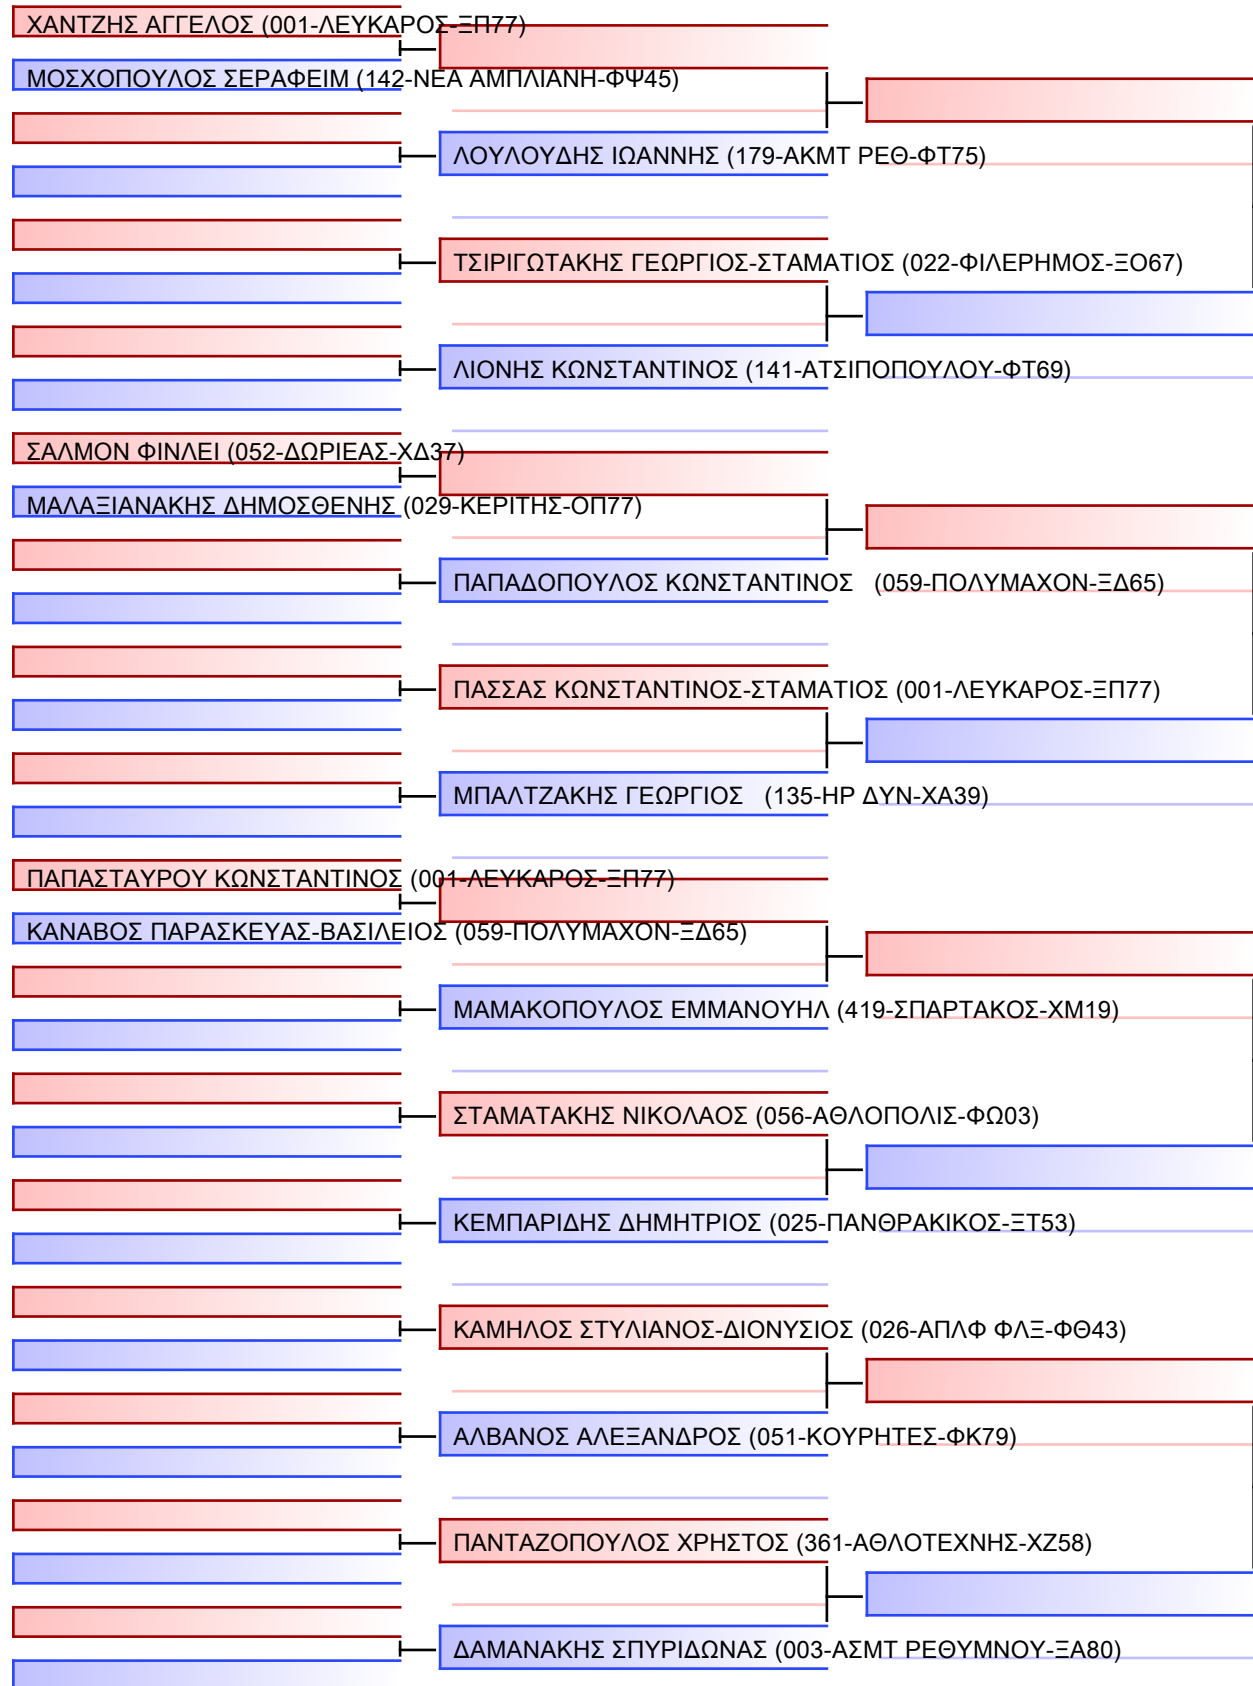 ΧΑΝΤΖΗΣ ΑΓΓΕΛΟΣ (001-ΛΕΥΚΑΡΟΣ-ΞΠ77)
ΜΟΣΧΟΠΟΥΛΟΣ ΣΕΡΑΦΕΙΜ (142-ΝΕΑ ΑΜΠΛΙΑΝΗ-ΦΨ45)
ΛΟΥΛΟΥΔΗΣ ΙΩΑΝΝΗΣ (179-ΑΚΜΤ ΡΕΘ-ΦΤ75)
ΤΣΙΡΙΓΩΤΑΚΗΣ ΓΕΩΡΓΙΟΣ-ΣΤΑΜΑΤΙΟΣ (022-ΦΙΛΕΡΗΜΟΣ-ΞΟ67)
ΛΙΟΝΗΣ ΚΩΝΣΤΑΝΤΙΝΟΣ (141-ΑΤΣΙΠΟΠΟΥΛΟΥ-ΦΤ69)
ΣΑΛΜΟΝ ΦΙΝΛΕΙ (052-ΔΩΡΙΕΑΣ-ΧΔ37)
ΜΑΛΑΞΙΑΝΑΚΗΣ ΔΗΜΟΣΘΕΝΗΣ (029-ΚΕΡΙΤΗΣ-ΟΠ77)
ΠΑΠΑΔΟΠΟΥΛΟΣ ΚΩΝΣΤΑΝΤΙΝΟΣ (059-ΠΟΛΥΜΑΧΟΝ-ΞΔ65)
ΠΑΣΣΑΣ ΚΩΝΣΤΑΝΤΙΝΟΣ-ΣΤΑΜΑΤΙΟΣ (001-ΛΕΥΚΑΡΟΣ-ΞΠ77)
ΜΠΑΛΤΖΑΚΗΣ ΓΕΩΡΓΙΟΣ (135-ΗΡ ΔΥΝ-ΧΑ39)
ΠΑΠΑΣΤΑΥΡΟΥ ΚΩΝΣΤΑΝΤΙΝΟΣ (001-ΛΕΥΚΑΡΟΣ-ΞΠ77)
ΚΑΝΑΒΟΣ ΠΑΡΑΣΚΕΥΑΣ-ΒΑΣΙΛΕΙΟΣ (059-ΠΟΛΥΜΑΧΟΝ-ΞΔ65)
ΜΑΜΑΚΟΠΟΥΛΟΣ ΕΜΜΑΝΟΥΗΛ (419-ΣΠΑΡΤΑΚΟΣ-ΧΜ19)
ΣΤΑΜΑΤΑΚΗΣ ΝΙΚΟΛΑΟΣ (056-ΑΘΛΟΠΟΛΙΣ-ΦΩ03)
ΚΕΜΠΑΡΙΔΗΣ ΔΗΜΗΤΡΙΟΣ (025-ΠΑΝΘΡΑΚΙΚΟΣ-ΞΤ53)
ΚΑΜΗΛΟΣ ΣΤΥΛΙΑΝΟΣ-ΔΙΟΝΥΣΙΟΣ (026-ΑΠΛΦ ΦΛΞ-ΦΘ43)
ΑΛΒΑΝΟΣ ΑΛΕΞΑΝΔΡΟΣ (051-ΚΟΥΡΗΤΕΣ-ΦΚ79)
ΠΑΝΤΑΖΟΠΟΥΛΟΣ ΧΡΗΣΤΟΣ (361-ΑΘΛΟΤΕΧΝΗΣ-ΧΖ58)
ΔΑΜΑΝΑΚΗΣ ΣΠΥΡΙΔΩΝΑΣ (003-ΑΣΜΤ ΡΕΘΥΜΝΟΥ-ΞΑ80)